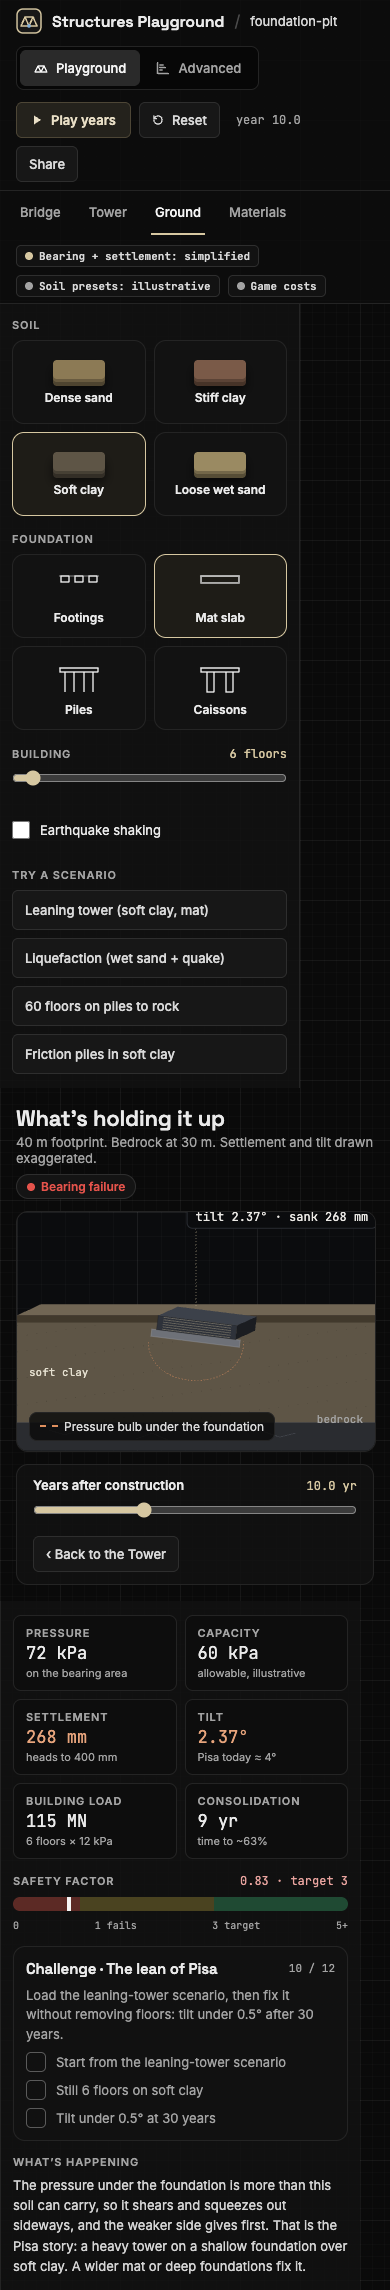 Structures Playground / foundation-pit
Playground Advanced
Play years Reset year 10.0
Share
Bridge Tower Ground Materials
Bearing + settlement: simplified
Soil presets: illustrative Game costs
SOIL
Dense sand Stiff clay
Soft clay Loose wet sand
FOUNDATION
Footings Mat slab
Piles Caissons
BUILDING 6 floors
Earthquake shaking
TRY A SCENARIO
Leaning tower (soft clay, mat)
Liquefaction (wet sand + quake)
60 floors on piles to rock
Friction piles in soft clay
What's holding it up
40 m footprint. Bedrock at 30 m. Settlement and tilt drawn
exaggerated.
Bearing failure
tilt 2.37° · sank 268 mm
soft clay
bedrock
Pressure bulb under the foundation
Years after construction 10.0 yr
‹ Back to the Tower
PRESSURE CAPACITY
72 kPa 60 kPa
on the bearing area allowable, illustrative
SETTLEMENT TILT
268 mm 2.37°
heads to 400 mm Pisa today ≈ 4°
BUILDING LOAD CONSOLIDATION
115 MN 9 yr
6 floors × 12 kPa time to ~63%
SAFETY FACTOR 0.83 · target 3
0 1 fails 3 target 5+
Challenge · The lean of Pisa 10 / 12
Load the leaning-tower scenario, then fix it
without removing floors: tilt under 0.5° after 30
years.
Start from the leaning-tower scenario
Still 6 floors on soft clay
Tilt under 0.5° at 30 years
WHAT'S HAPPENING
The pressure under the foundation is more than this
soil can carry, so it shears and squeezes out
sideways, and the weaker side gives first. That is the
Pisa story: a heavy tower on a shallow foundation over
soft clay. A wider mat or deep foundations fix it.